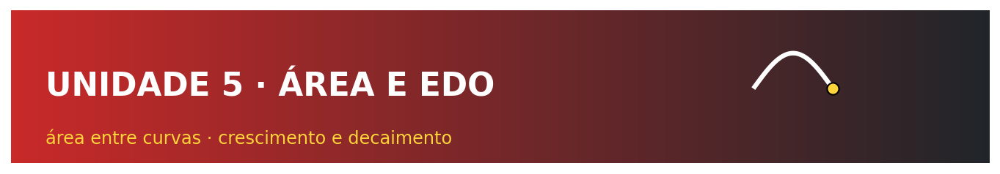 UNIDADE 5 · ÁREA E EDO
área entre curvas · crescimento e decaimento